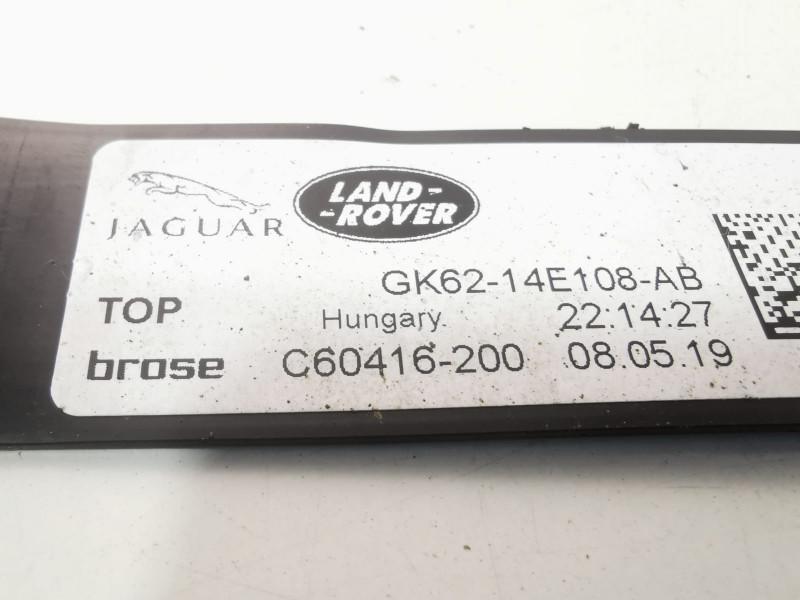 JAGUAR
LAND-
-ROVER
GK62-14E108-AB
TOP Hungary. 22:14:27
brose C60416-200 08.05.19